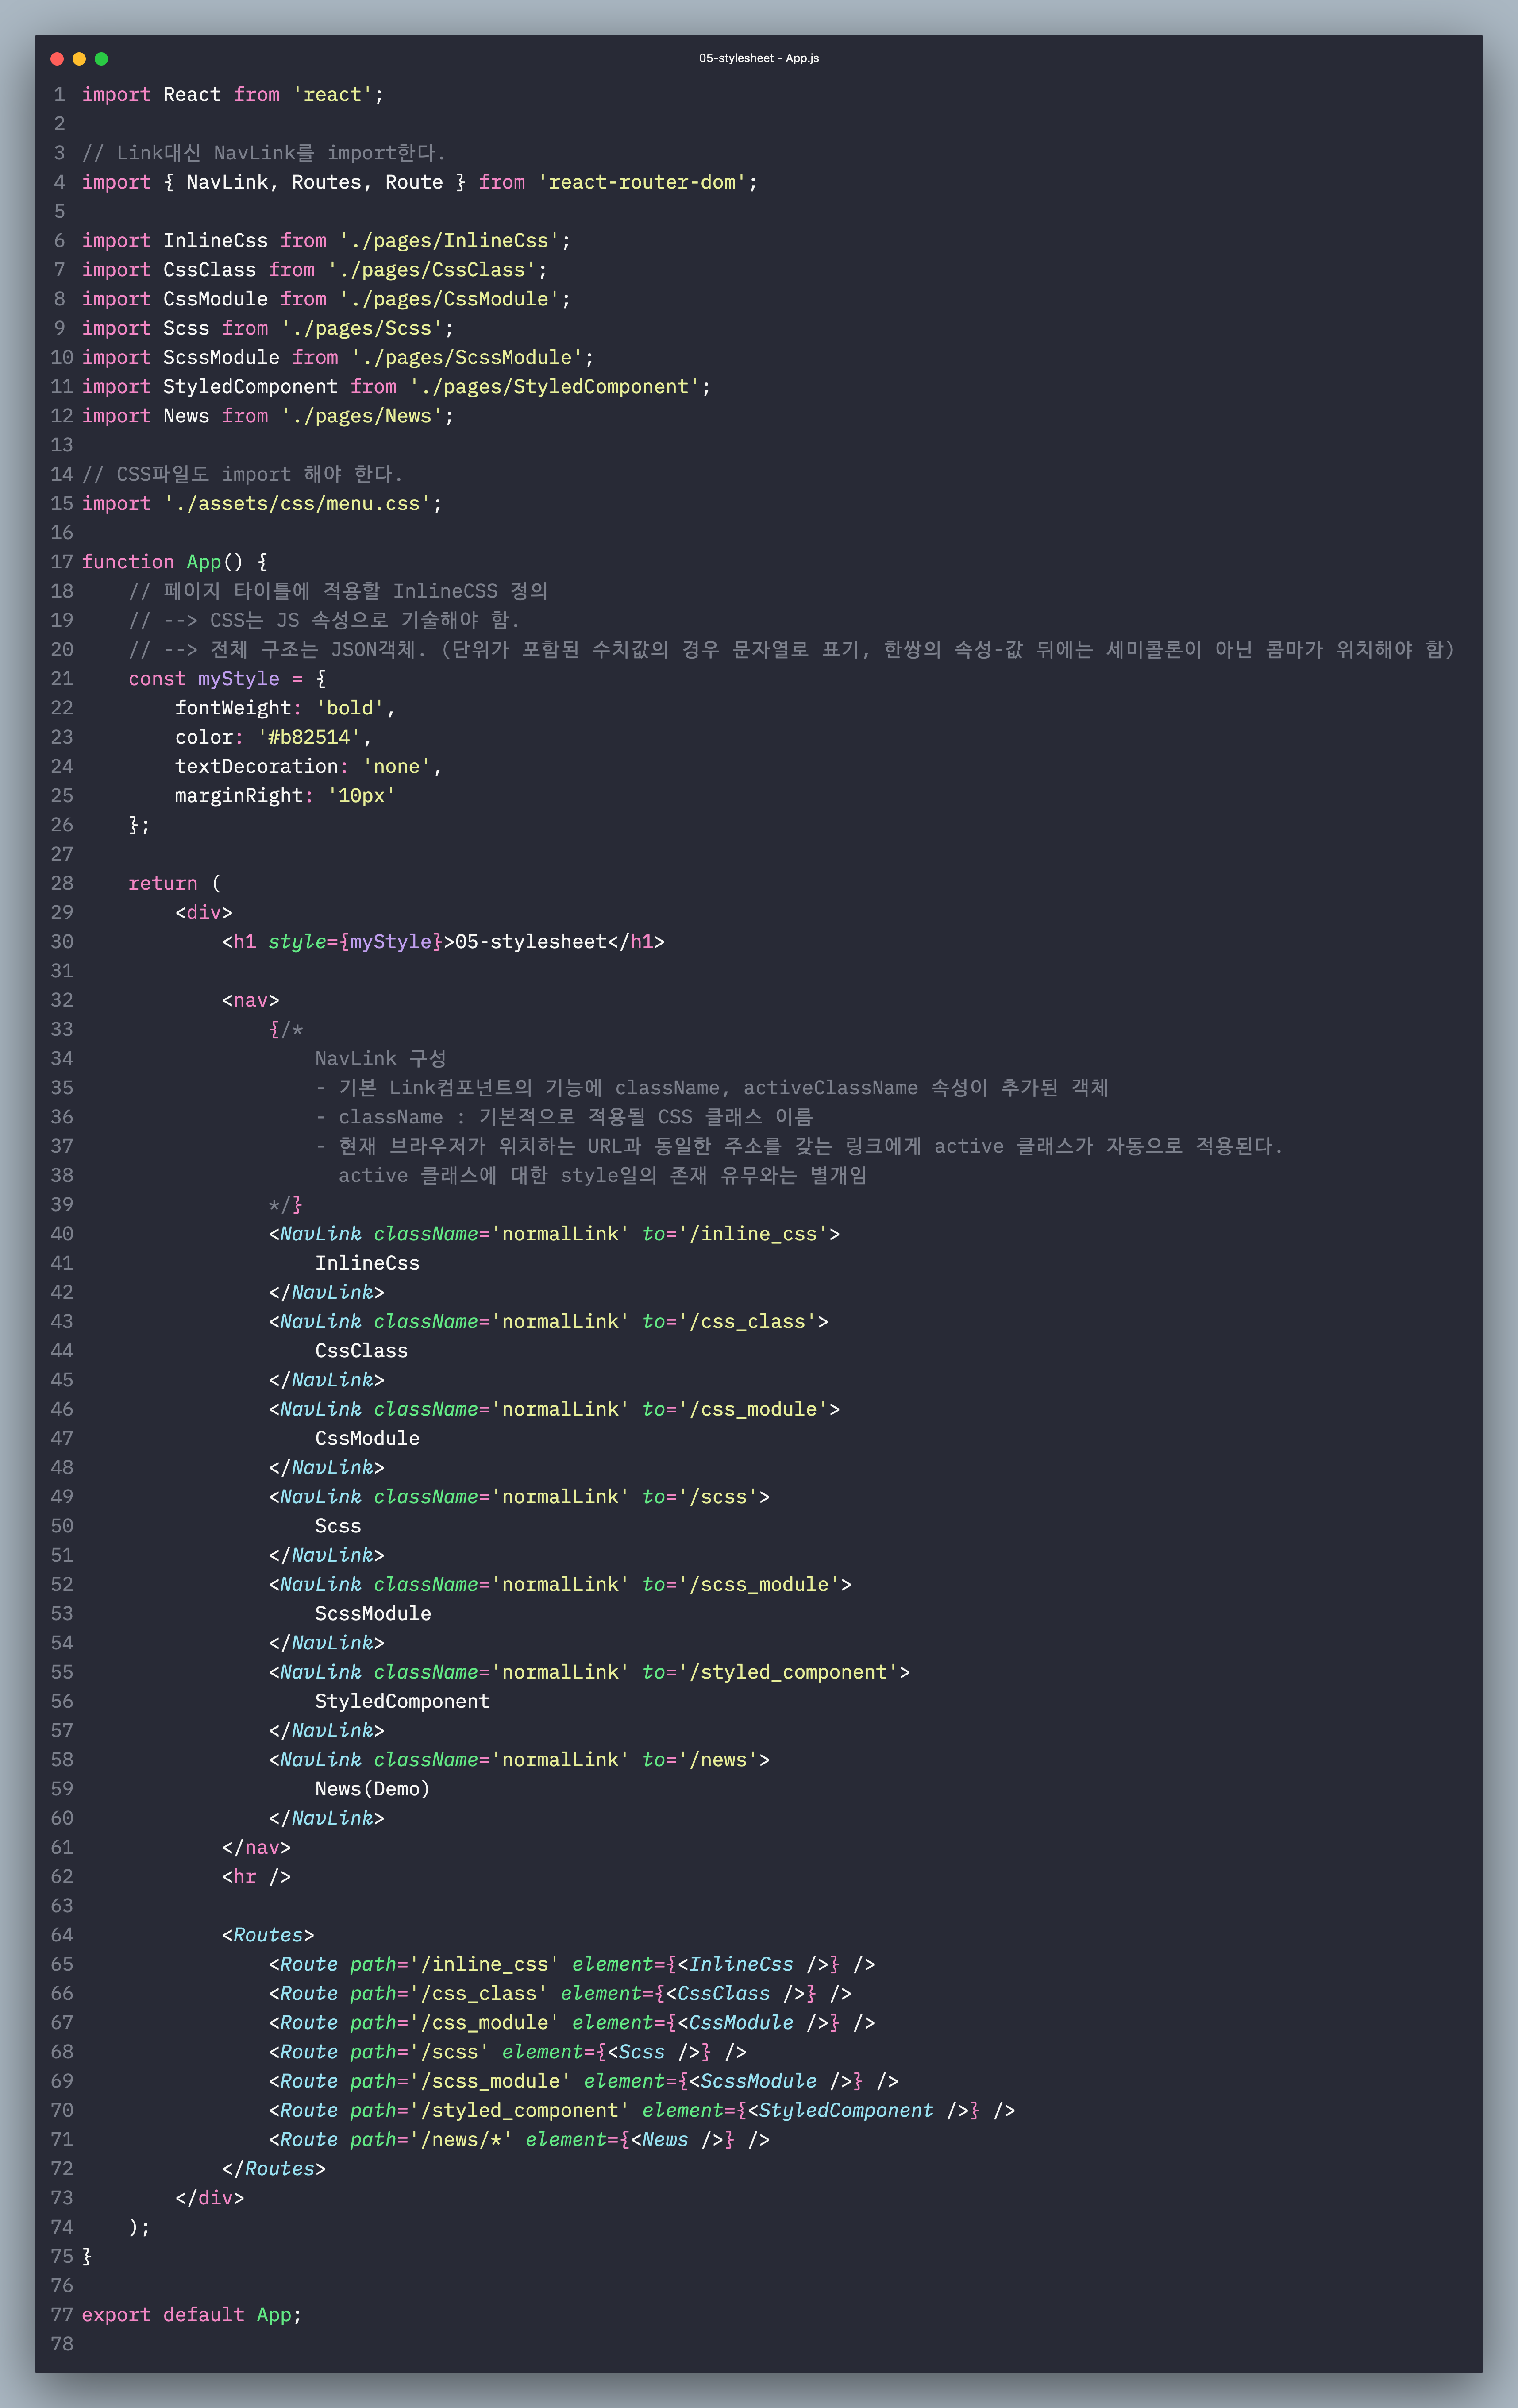 05-stylesheet - App.js
1 import React from 'react';
2
3 // Link대신 NavLink를 import한다.
4 import { NavLink, Routes, Route } from 'react-router-dom';
5
6 import InlineCss from './pages/InlineCss';
7 import CssClass from './pages/CssClass';
8 import CssModule from './pages/CssModule';
9 import Scss from './pages/Scss';
10 import ScssModule from './pages/ScssModule';
11 import StyledComponent from './pages/StyledComponent';
12 import News from './pages/News';
13
14 // CSS파일도 import 해야 한다.
15 import './assets/css/menu.css';
16
17 function App() {
18     // 페이지 타이틀에 적용할 InlineCSS 정의
19     // --> CSS는 JS 속성으로 기술해야 함.
20     // --> 전체 구조는 JSON객체. (단위가 포함된 수치값의 경우 문자열로 표기, 한쌍의 속성-값 뒤에는 세미콜론이 아닌 콤마가 위치해야 함)
21     const myStyle = {
22         fontWeight: 'bold',
23         color: '#b82514',
24         textDecoration: 'none',
25         marginRight: '10px'
26     };
27
28     return (
29         <div>
30             <h1 style={myStyle}>05-stylesheet</h1>
31
32             <nav>
33                 {/*
34                     NavLink 구성
35                     - 기본 Link컴포넌트의 기능에 className, activeClassName 속성이 추가된 객체
36                     - className : 기본적으로 적용될 CSS 클래스 이름
37                     - 현재 브라우저가 위치하는 URL과 동일한 주소를 갖는 링크에게 active 클래스가 자동으로 적용된다.
38                       active 클래스에 대한 style일의 존재 유무와는 별개임
39                 */}
40                 <NavLink className='normalLink' to='/inline_css'>
41                     InlineCss
42                 </NavLink>
43                 <NavLink className='normalLink' to='/css_class'>
44                     CssClass
45                 </NavLink>
46                 <NavLink className='normalLink' to='/css_module'>
47                     CssModule
48                 </NavLink>
49                 <NavLink className='normalLink' to='/scss'>
50                     Scss
51                 </NavLink>
52                 <NavLink className='normalLink' to='/scss_module'>
53                     ScssModule
54                 </NavLink>
55                 <NavLink className='normalLink' to='/styled_component'>
56                     StyledComponent
57                 </NavLink>
58                 <NavLink className='normalLink' to='/news'>
59                     News(Demo)
60                 </NavLink>
61             </nav>
62             <hr />
63
64             <Routes>
65                 <Route path='/inline_css' element={<InlineCss />} />
66                 <Route path='/css_class' element={<CssClass />} />
67                 <Route path='/css_module' element={<CssModule />} />
68                 <Route path='/scss' element={<Scss />} />
69                 <Route path='/scss_module' element={<ScssModule />} />
70                 <Route path='/styled_component' element={<StyledComponent />} />
71                 <Route path='/news/*' element={<News />} />
72             </Routes>
73         </div>
74     );
75 }
76
77 export default App;
78